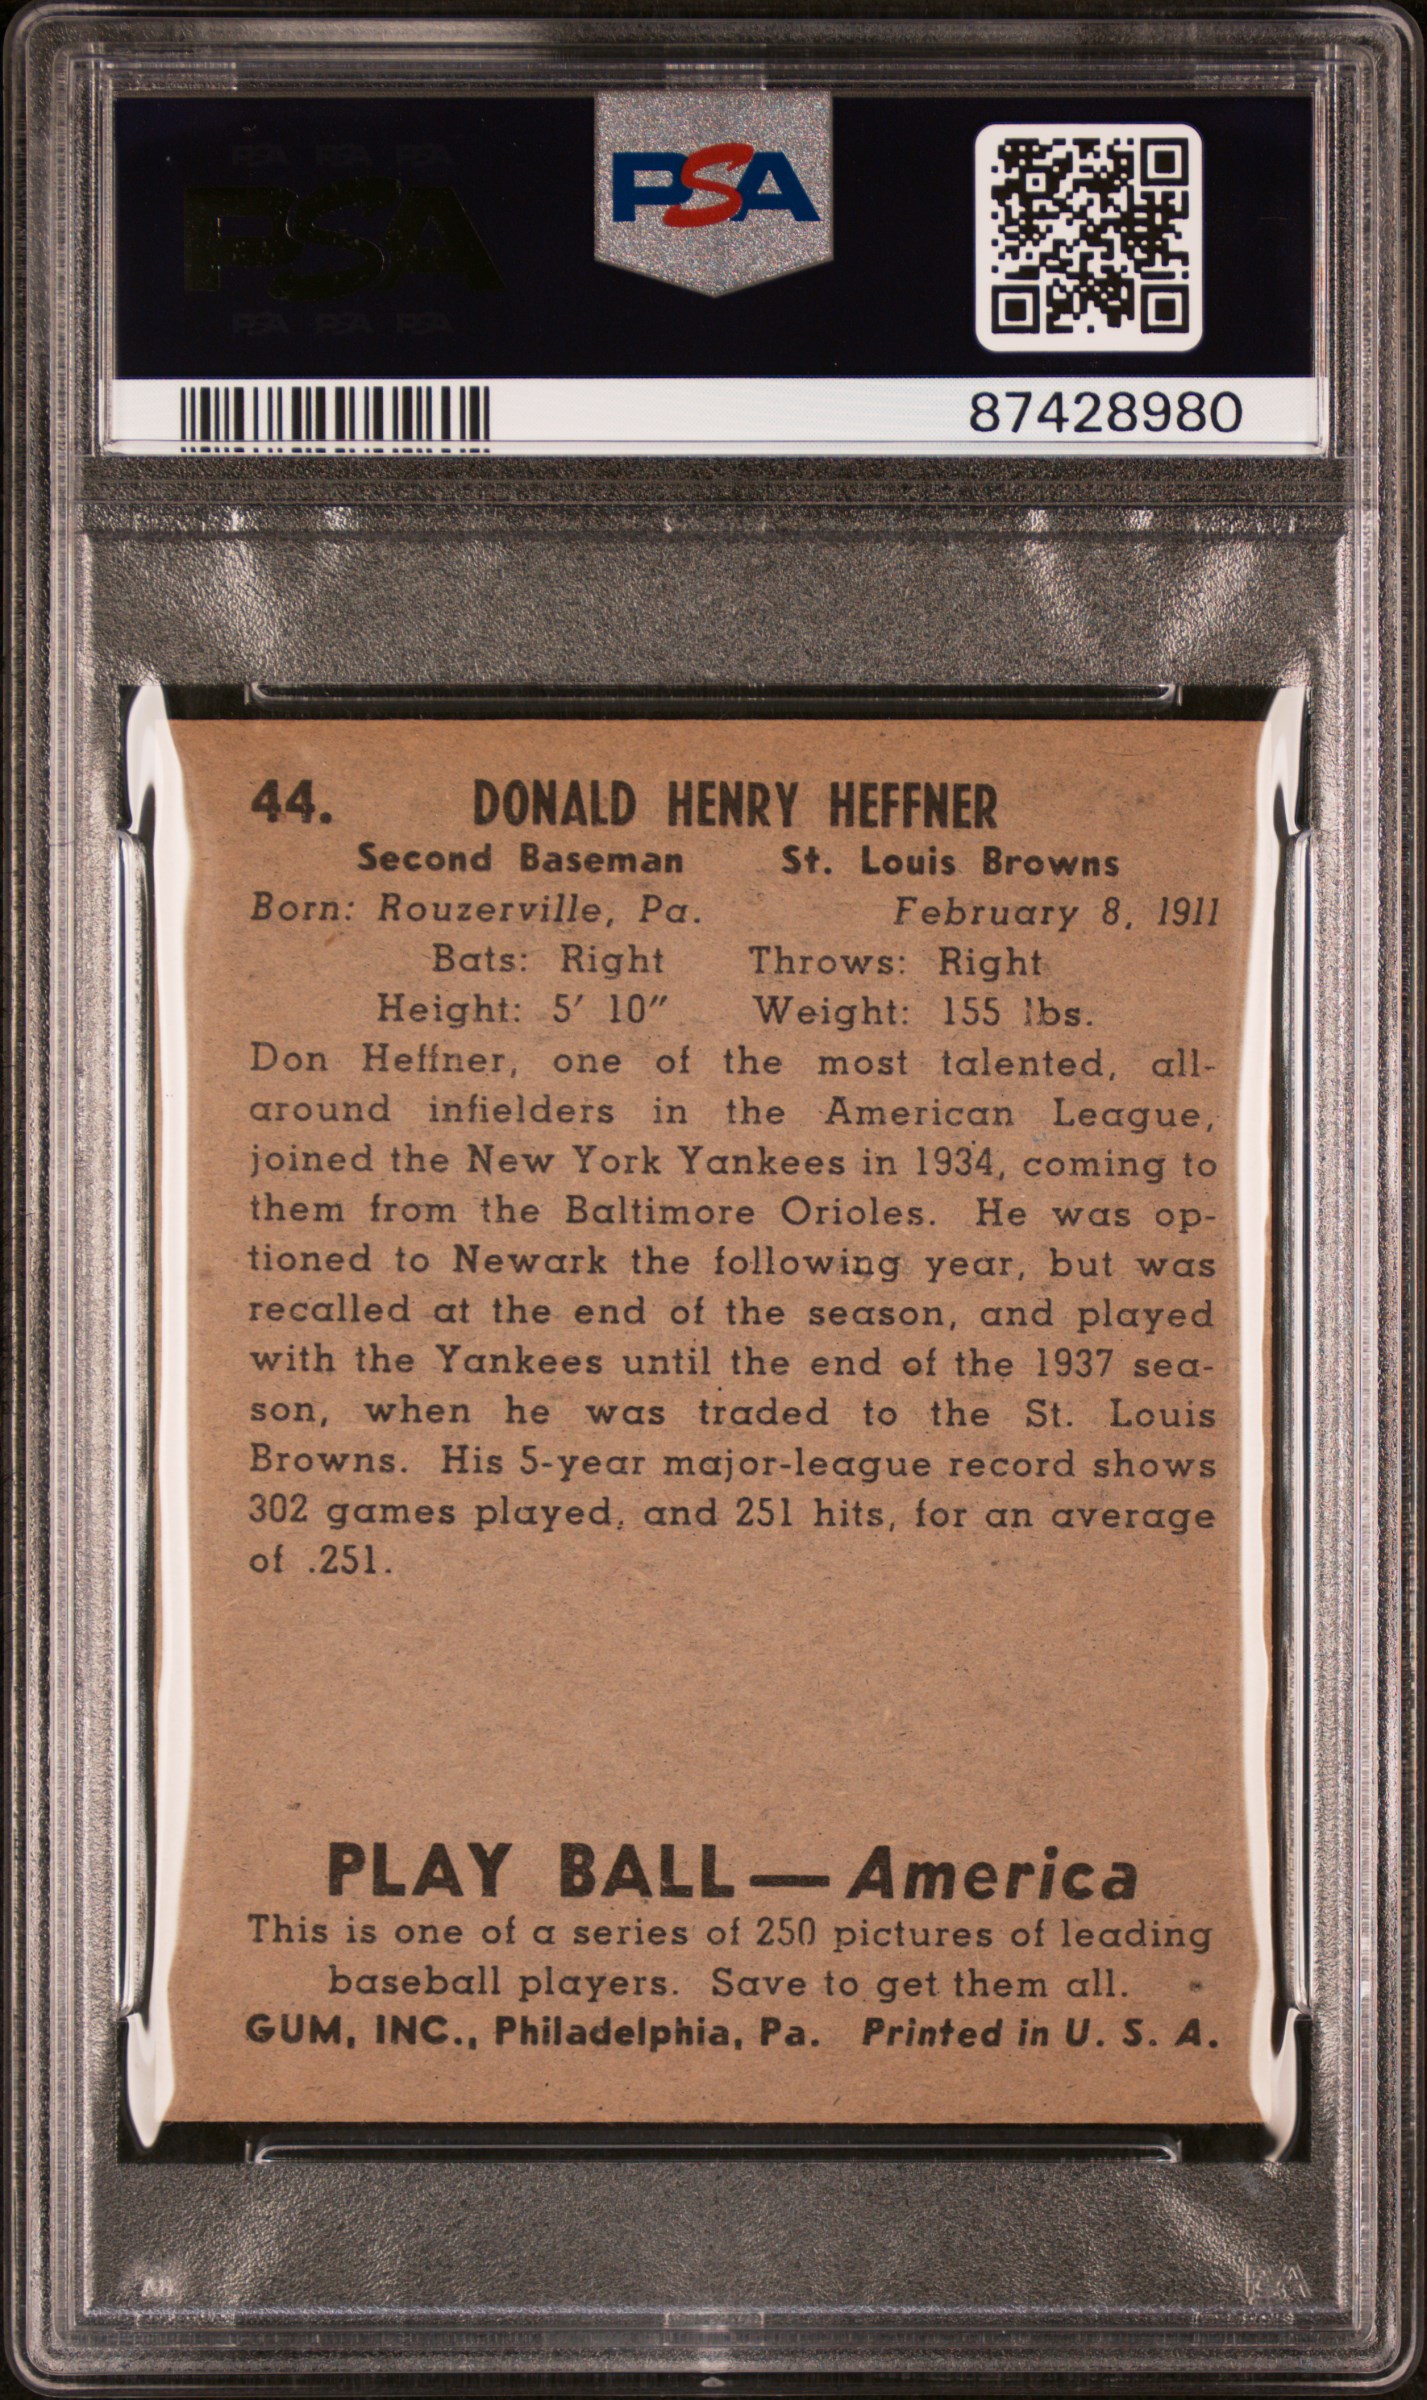 PSA PSA PSA
PSA
PSA PSA PSA
PSA
87428980
44. DONALD HENRY HEFFNER
Second Baseman St. Louis Browns
Born: Rouzerville, Pa. February 8, 1911
Bats: Right Throws: Right
Height: 5′ 10″ Weight: 155 lbs.
Don Heffner, one of the most talented, all-
around infielders in the American League,
joined the New York Yankees in 1934, coming to
them from the Baltimore Orioles. He was op-
tioned to Newark the following year, but was
recalled at the end of the season, and played
with the Yankees until the end of the 1937 sea-
son, when he was traded to the St. Louis
Browns. His 5-year major-league record shows
302 games played, and 251 hits, for an average
of .251.
PLAY BALL — America
This is one of a series of 250 pictures of leading
baseball players. Save to get them all.
GUM, INC., Philadelphia, Pa. Printed in U. S. A.